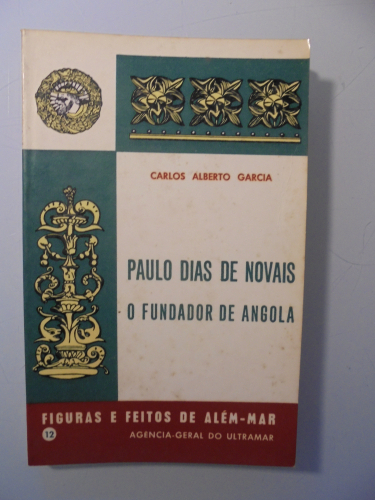 CARLOS ALBERTO GARCIA
PAULO DIAS DE NOVAIS
O FUNDADOR DE ANGOLA
FIGURAS E FEITOS DE ALÉM-MAR
12
AGENCIA-GERAL DO ULTRAMAR